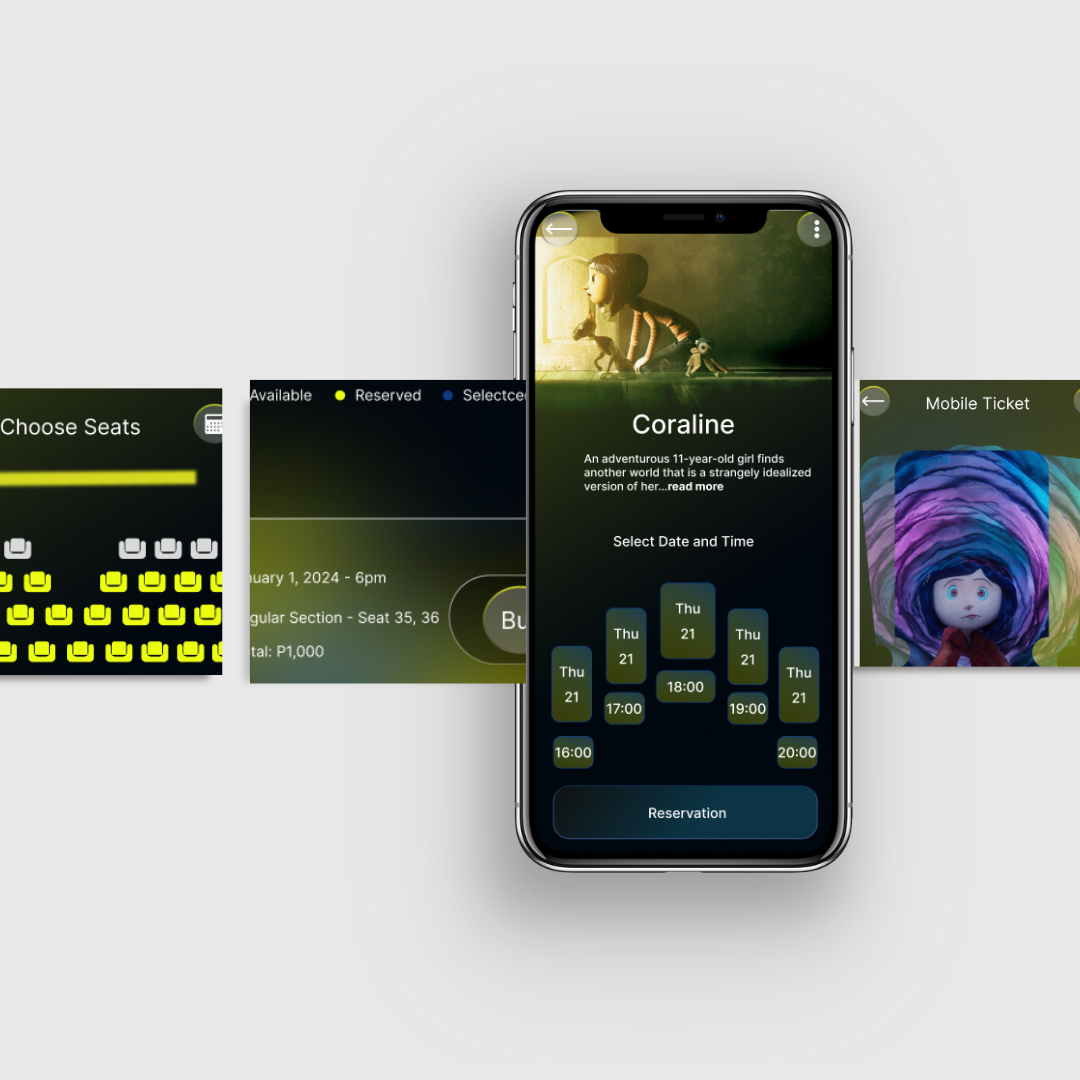 Choose Seats
Available
Reserved
Selectce
nuary 1, 2024 - 6pm
gular Section - Seat 35, 36
tal: P1,000
Bu
Coraline
An adventurous 11-year-old girl finds
another world that is a strangely idealized
version of her...read more
Select Date and Time
Thu
21
16:00
Thu
21
17:00
Thu
21
18:00
Thu
21
19:00
Thu
21
20:00
Reservation
Mobile Ticket